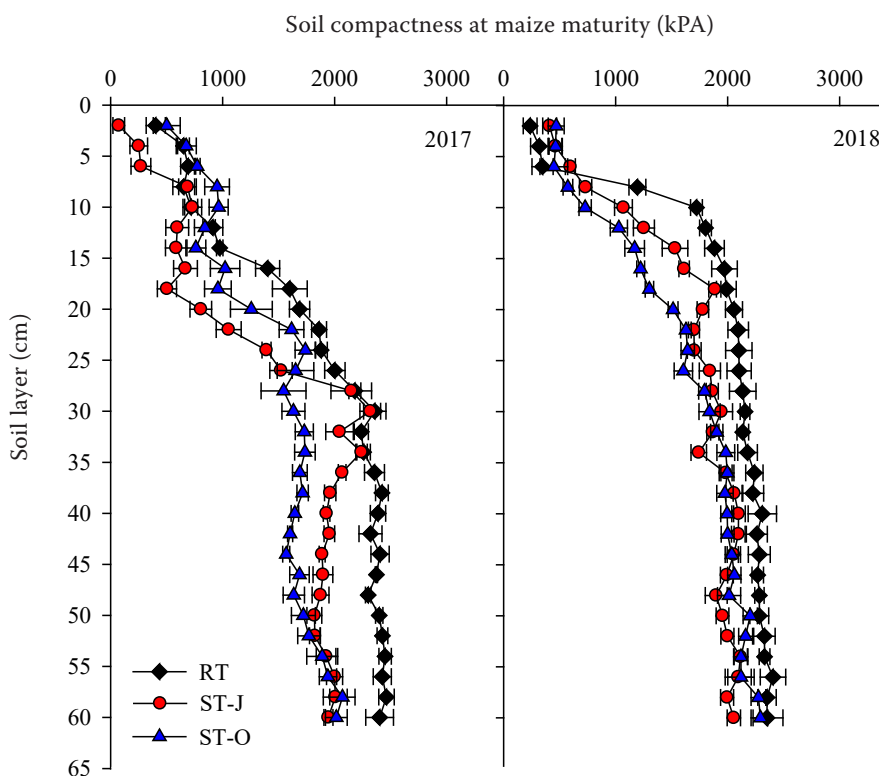 Soil compactness at maize maturity (kPA)
0 1000 2000 3000 0 1000 2000 3000
0
2017 2018
5
10
15
20
25
30
Soil layer (cm)
35
40
45
50
55
60
65
RT
ST-J
ST-O